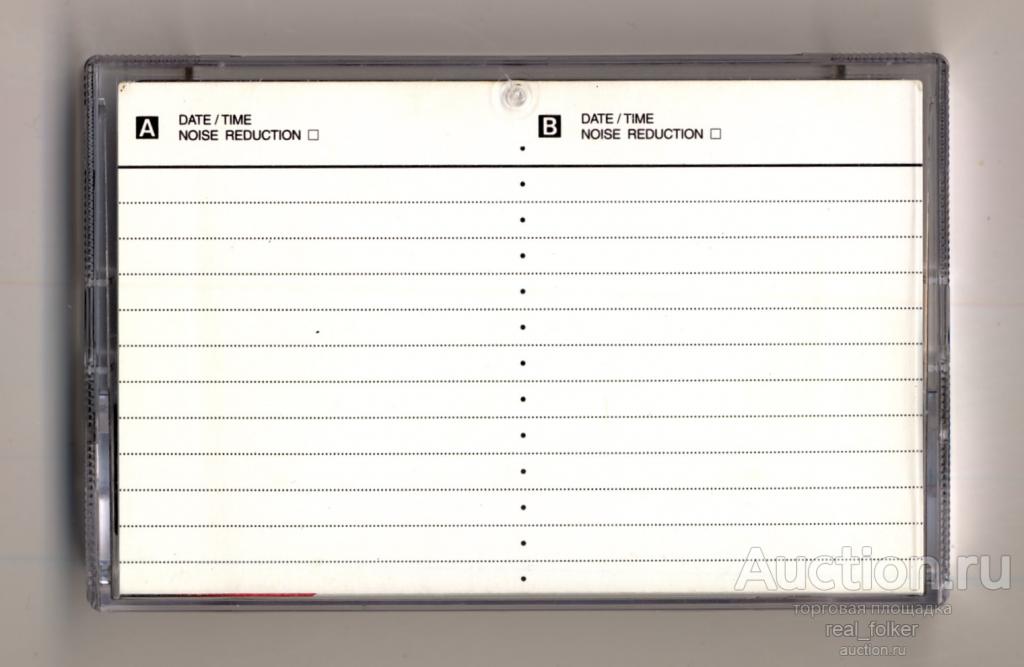 A DATE / TIME
NOISE REDUCTION □
B DATE / TIME
NOISE REDUCTION □
Auction.ru
торговая площадка
real_folker
auction.ru